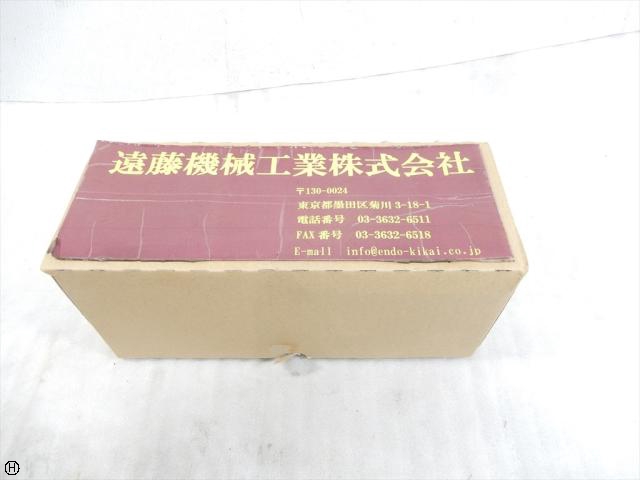 遠藤機械工業株式会社
〒130-0024
東京都墨田区菊川3-18-1
電話番号 03-3632-6511
FAX番号 03-3632-6518
E-mall info@endo-kikai.co.jp
H